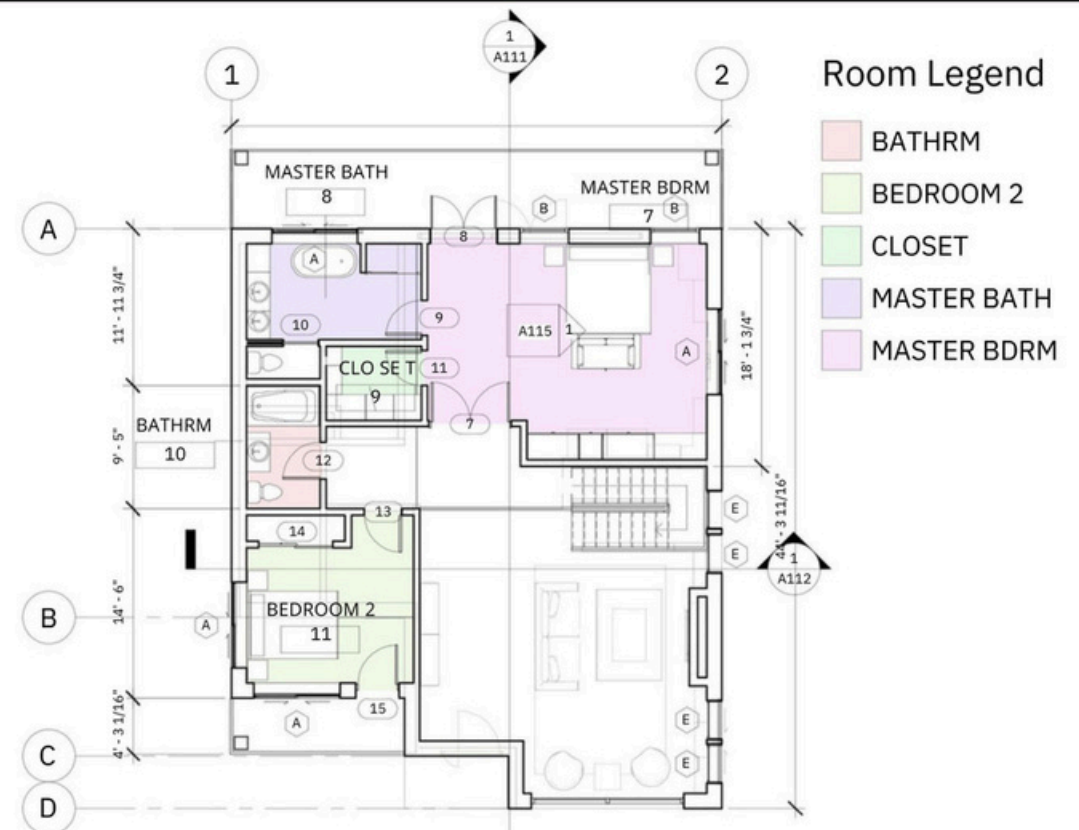 1
A111
1
2
Room Legend
BATHRM
BEDROOM 2
CLOSET
MASTER BATH
MASTER BDRM
MASTER BATH
8
MASTER BDRM
7
B
B
A
8
A
10
9
11' - 11 3/4"
A115
1
A
18' - 1 3/4"
CLO SE T
9
11
7
BATHRM
10
9' - 5"
12
13
14
E
E
44' - 3 11/16"
1
A112
B
14' - 6"
A
BEDROOM 2
11
15
A
4' - 3 1/16"
E
E
C
D